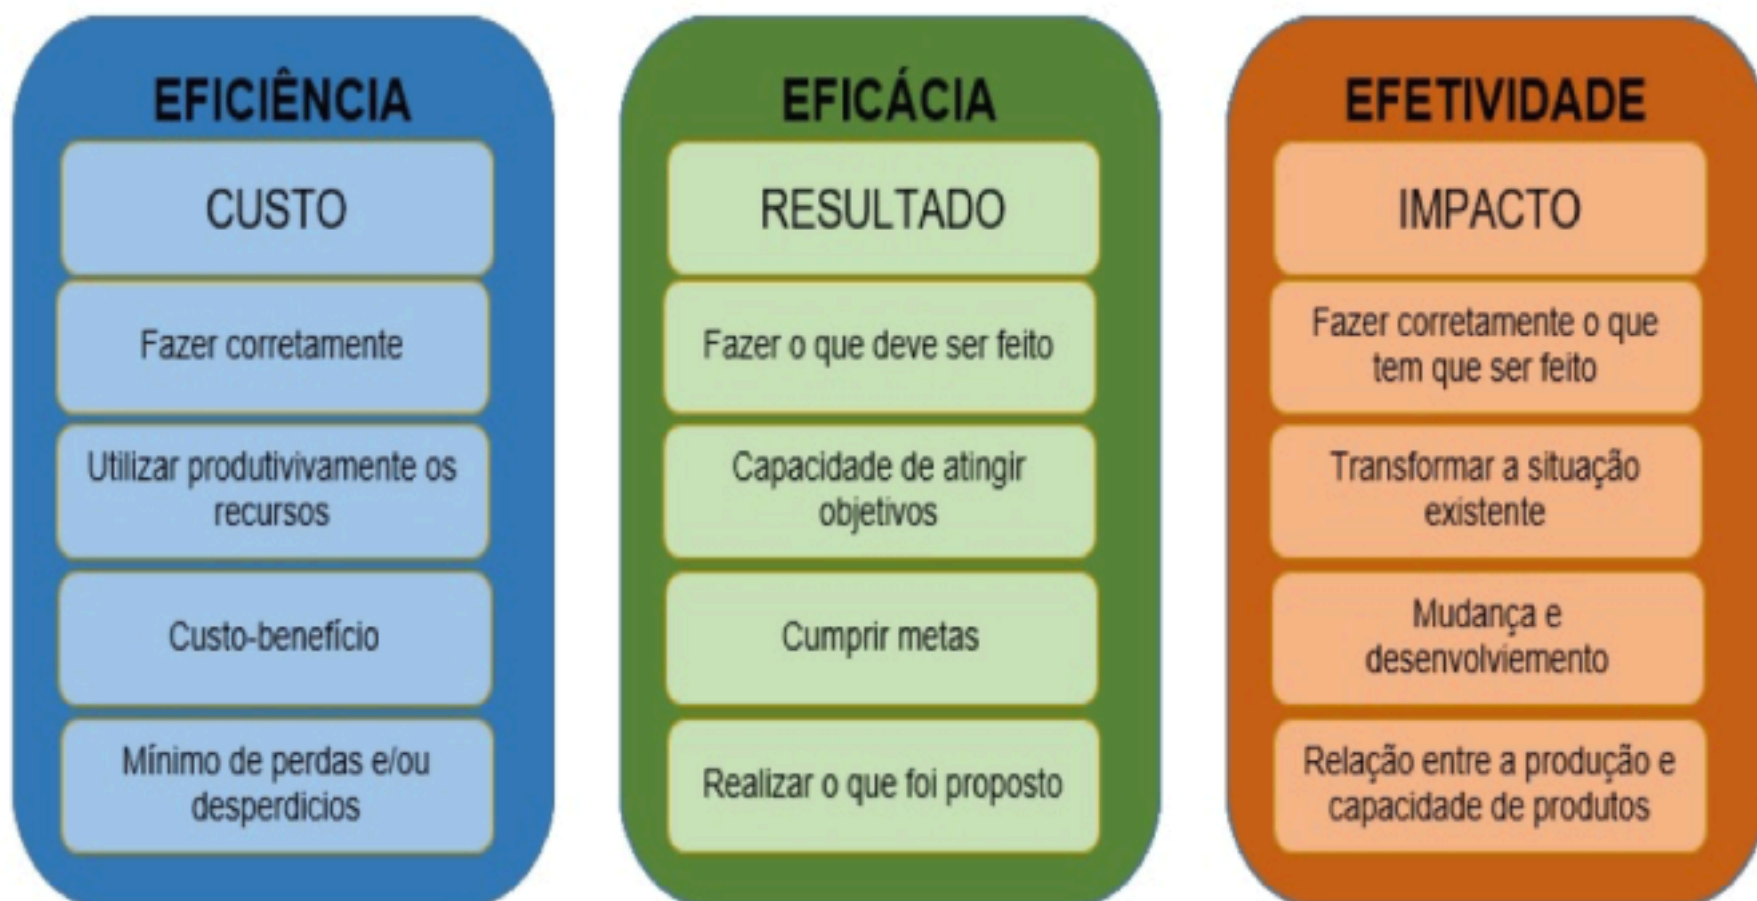 EFICIÊNCIA
CUSTO
Fazer corretamente
Utilizar produtivivamente os
recursos
Custo-benefício
Mínimo de perdas e/ou
desperdicios
EFICÁCIA
RESULTADO
Fazer o que deve ser feito
Capacidade de atingir
objetivos
Cumprir metas
Realizar o que foi proposto
EFETIVIDADE
IMPACTO
Fazer corretamente o que
tem que ser feito
Transformar a situação
existente
Mudança e
desenvolviemento
Relação entre a produção e
capacidade de produtos